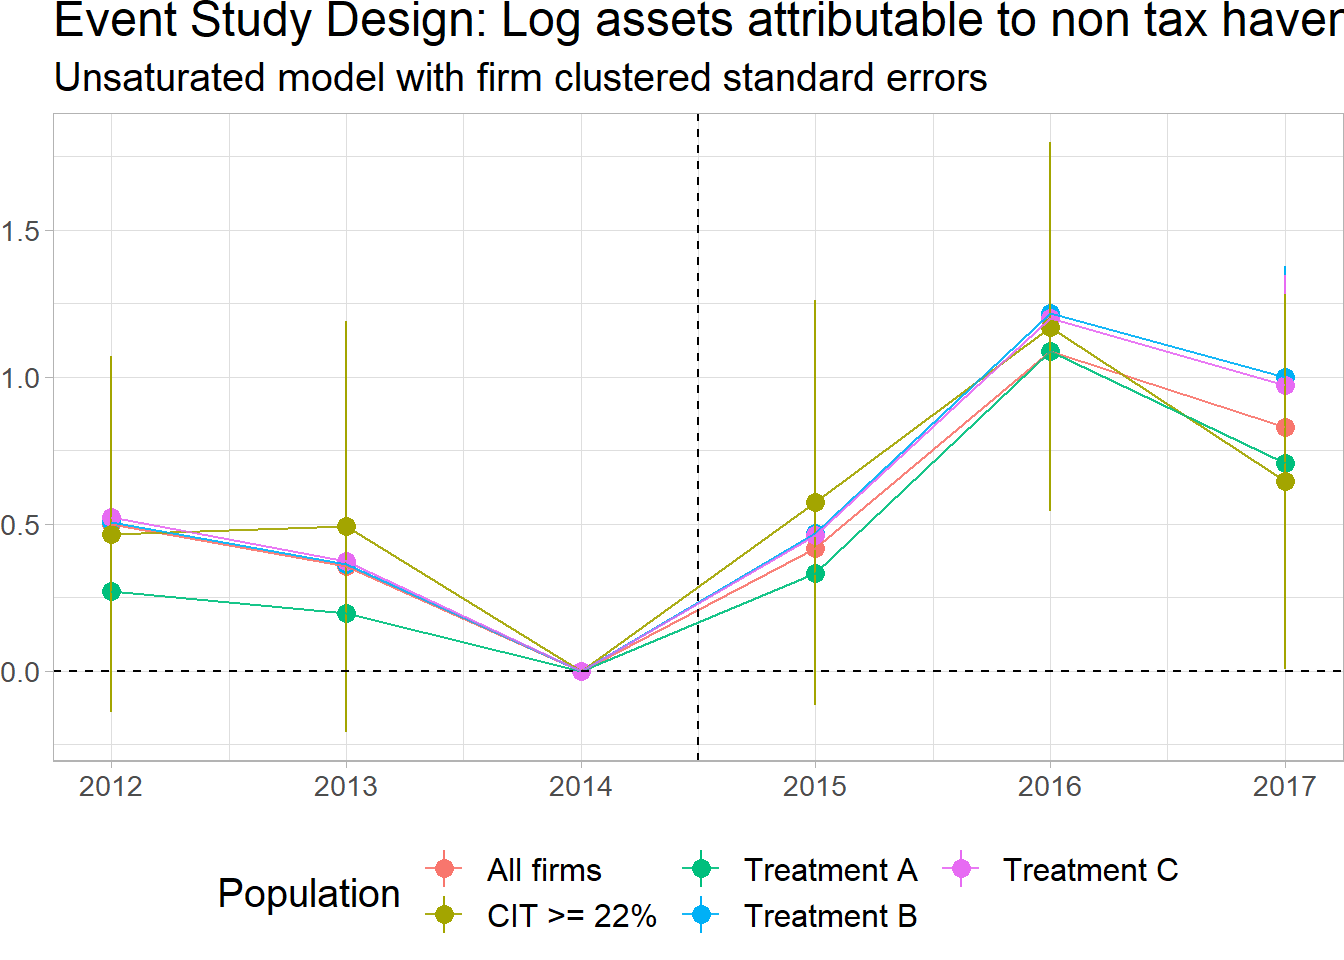 Event Study Design: Log assets attributable to non tax haven
Unsaturated model with firm clustered standard errors
1.5
1.0
0.5
0.0
2012 2013 2014 2015 2016 2017
Population
All firms Treatment A Treatment C
CIT >= 22% Treatment B